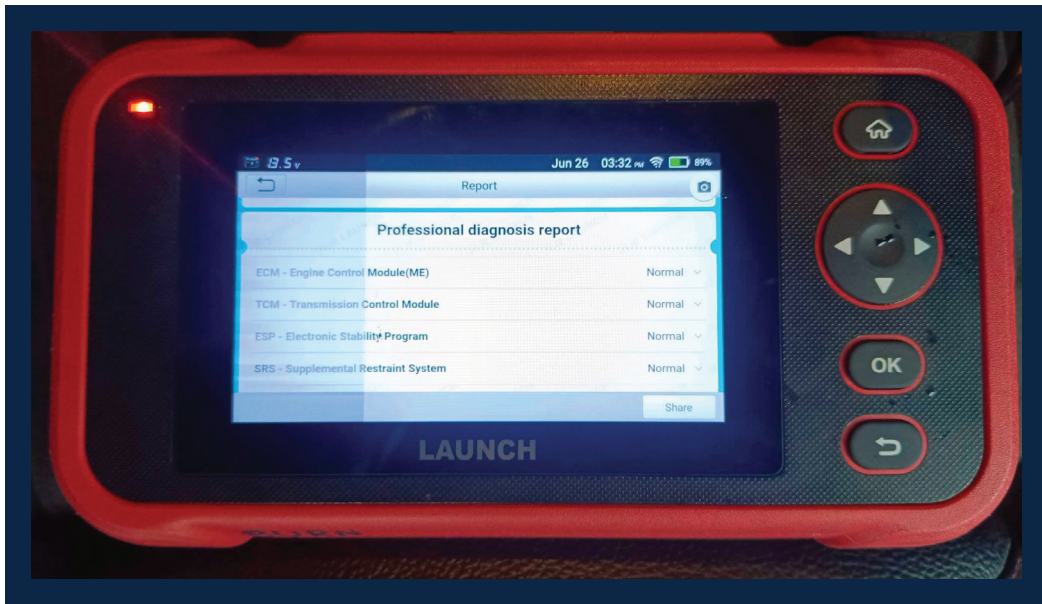 13.5 v Jun 26 03:32 PM 89%
Report
Professional diagnosis report
ECM - Engine Control Module(ME) Normal
TCM - Transmission Control Module Normal
ESP - Electronic Stability Program Normal
SRS - Supplemental Restraint System Normal
Share
LAUNCH
OK